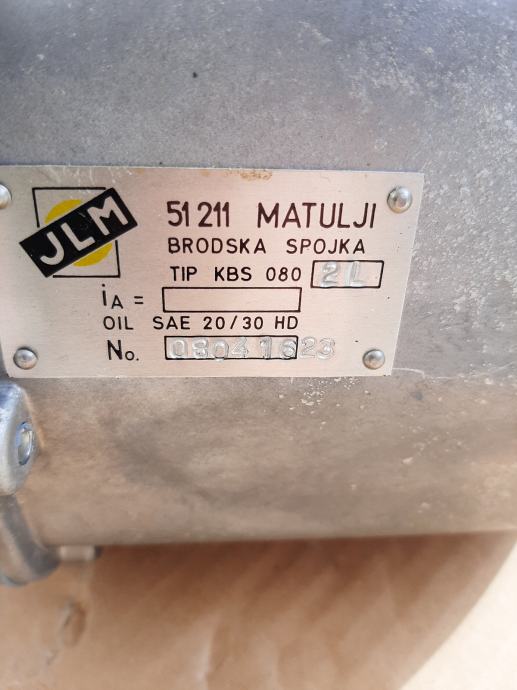 JLM
51 211 MATULJI
BRODSKA SPOJKA
TIP KBS 080 2L
iA =
OIL SAE 20/30 HD
No. 08041623